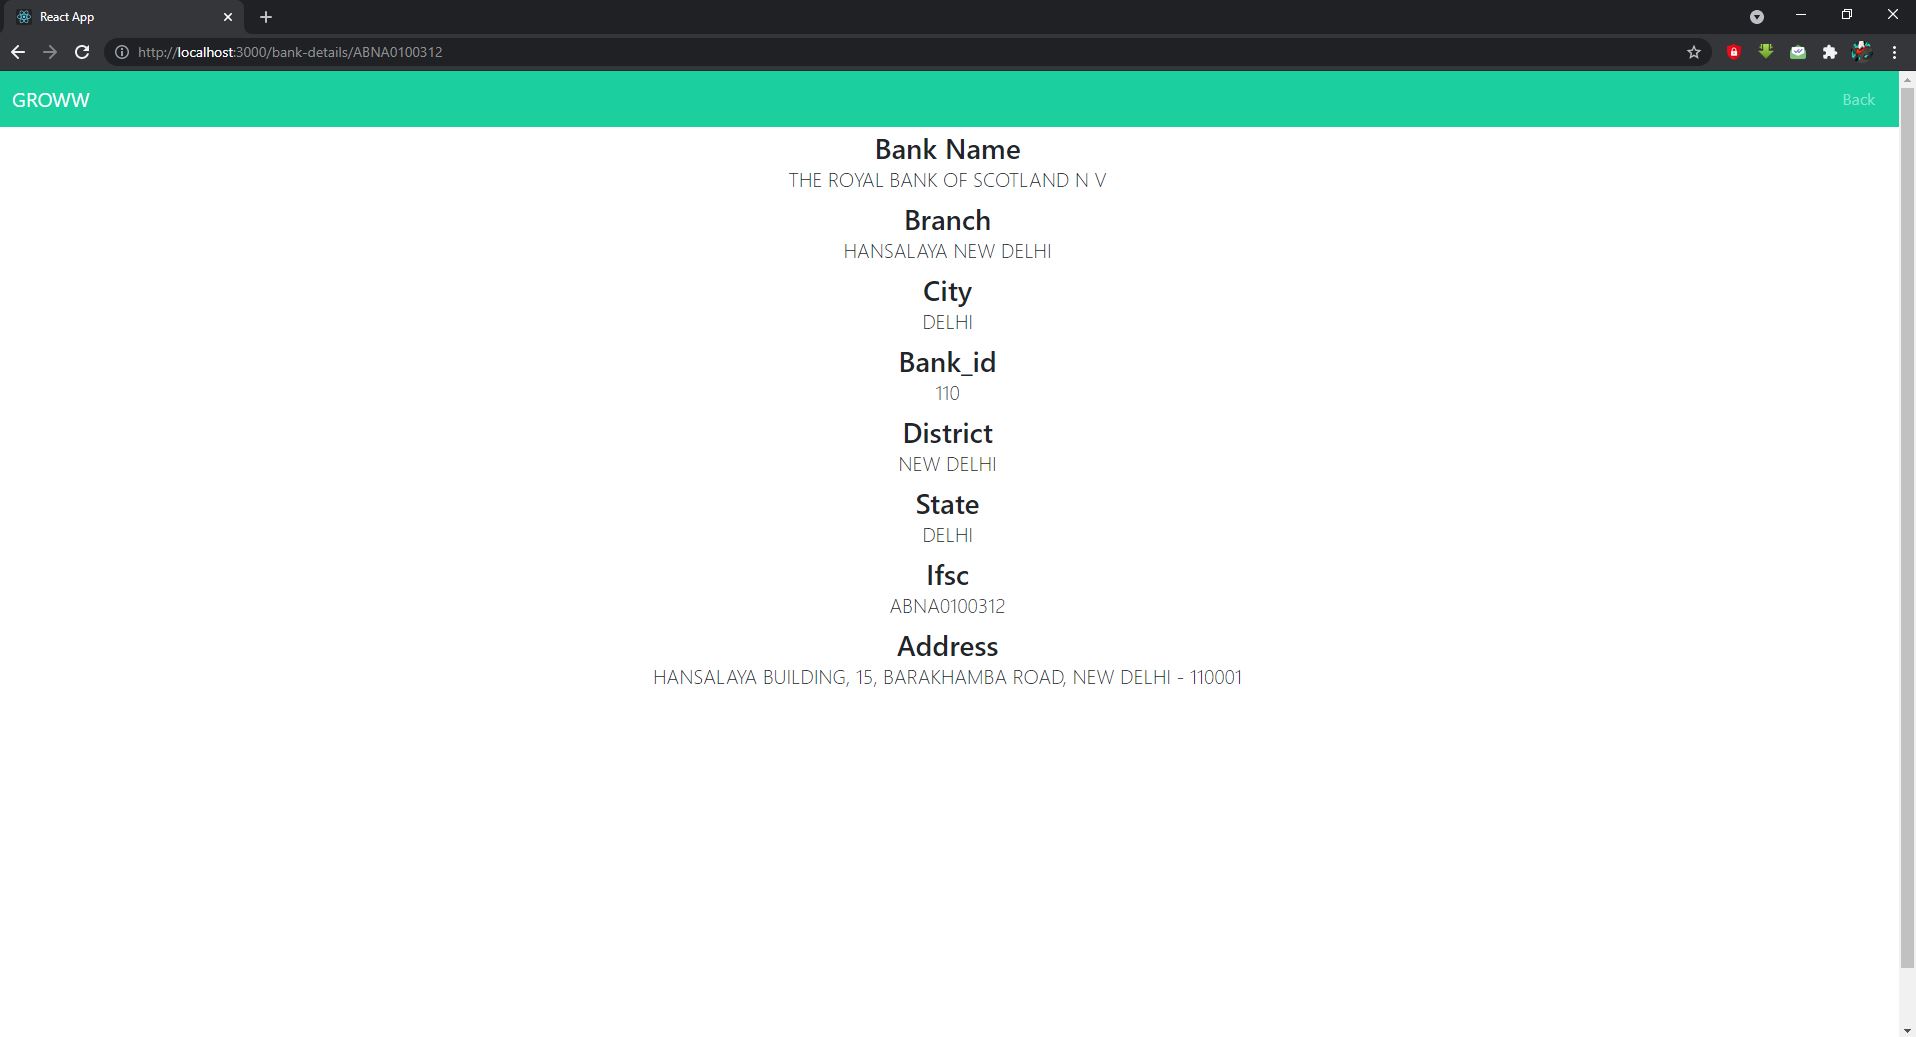 React App
http://localhost:3000/bank-details/ABNA0100312
GROWW
Back
Bank Name
THE ROYAL BANK OF SCOTLAND N V
Branch
HANSALAYA NEW DELHI
City
DELHI
Bank_id
110
District
NEW DELHI
State
DELHI
Ifsc
ABNA0100312
Address
HANSALAYA BUILDING, 15, BARAKHAMBA ROAD, NEW DELHI - 110001